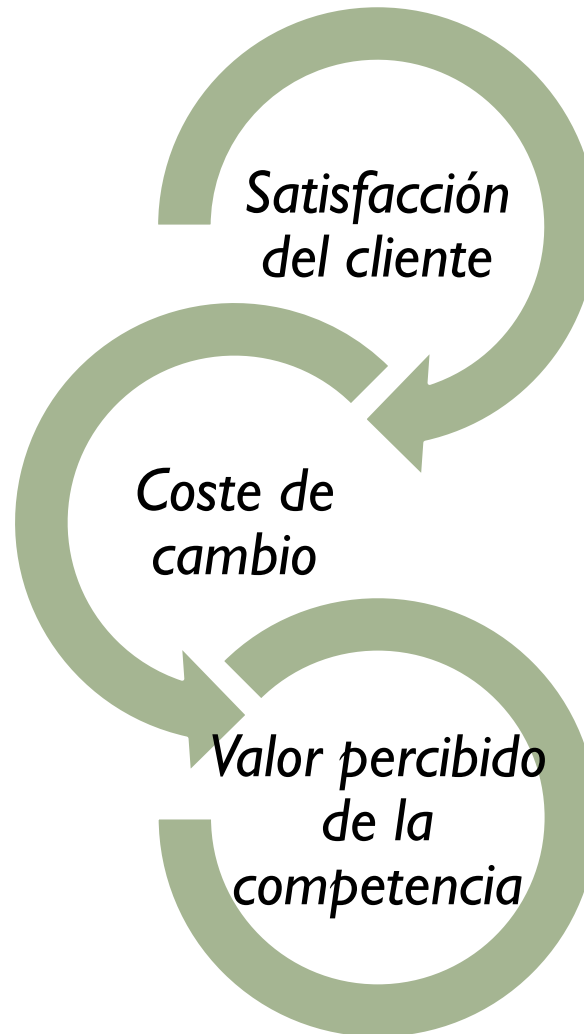 Satisfacción
del cliente
Coste de
cambio
Valor percibido
de la
competencia